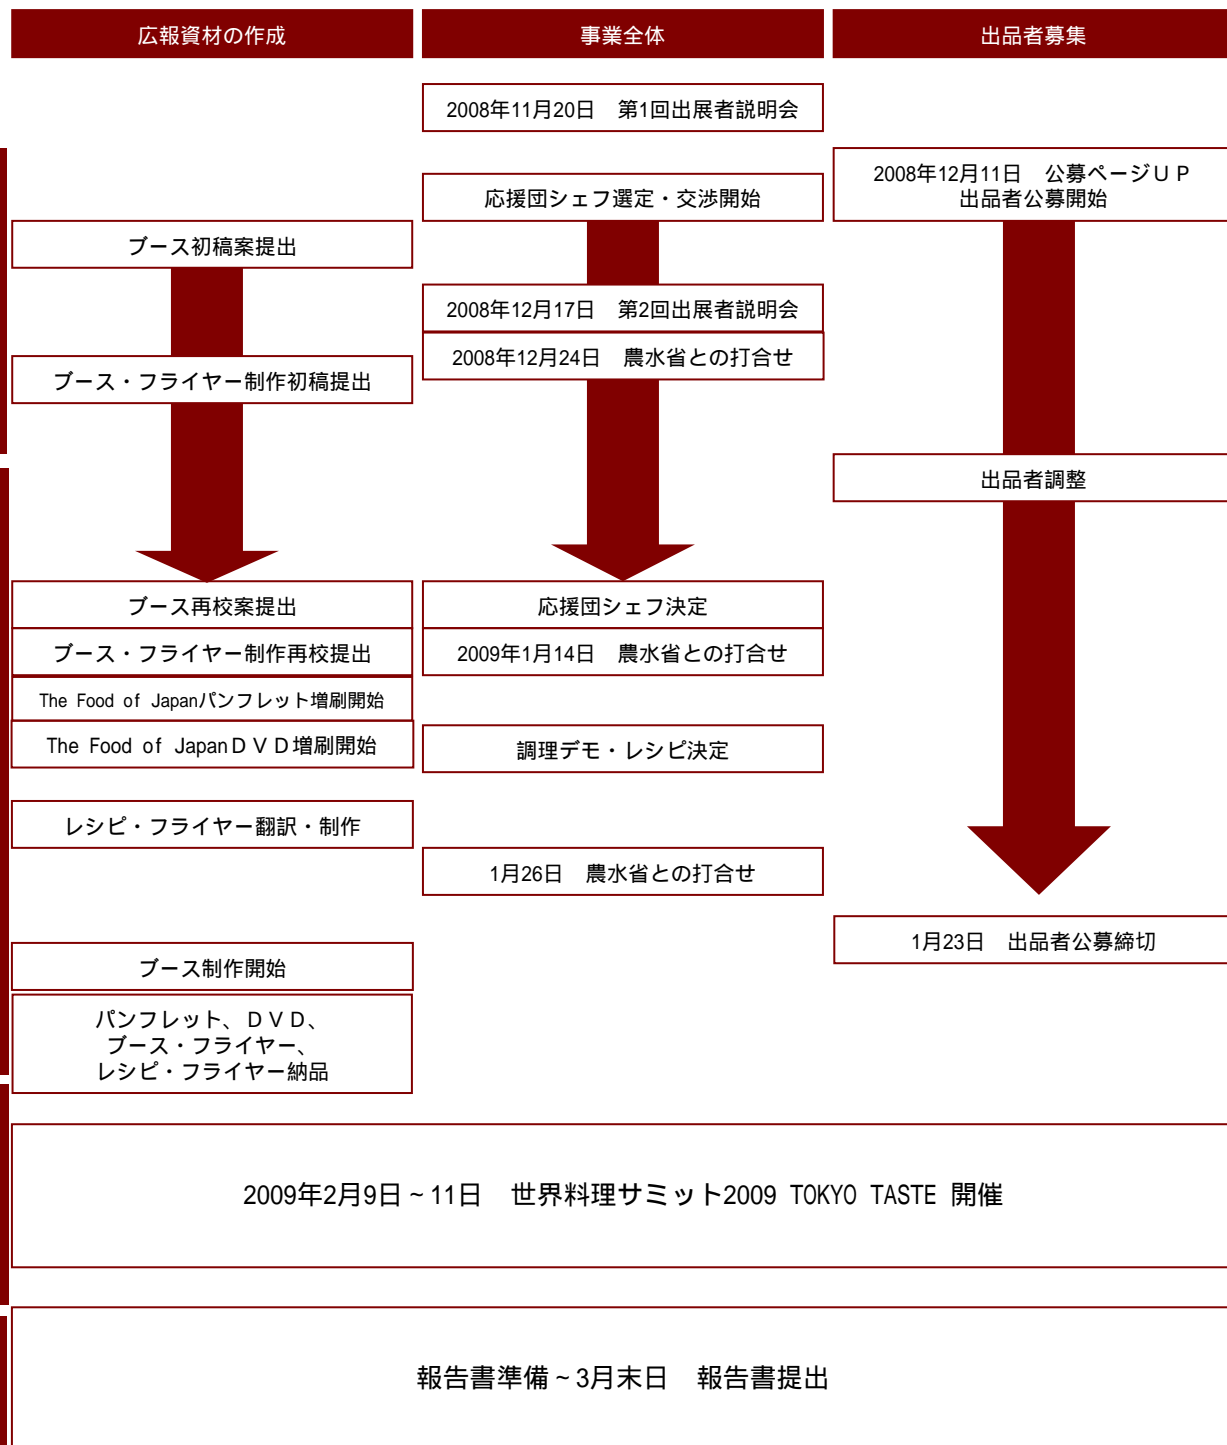 広報資材の作成
事業全体
出品者募集
2008年11月20日　第1回出展者説明会
2008年12月11日　公募ページＵＰ
出品者公募開始
応援団シェフ選定・交渉開始
ブース初稿案提出
2008年12月17日　第2回出展者説明会
2008年12月24日　農水省との打合せ
ブース・フライヤー制作初稿提出
出品者調整
ブース再校案提出
応援団シェフ決定
ブース・フライヤー制作再校提出
2009年1月14日　農水省との打合せ
The Food of Japanパンフレット増刷開始
The Food of JapanＤＶＤ増刷開始
調理デモ・レシピ決定
レシピ・フライヤー翻訳・制作
1月26日　農水省との打合せ
1月23日　出品者公募締切
ブース制作開始
パンフレット、ＤＶＤ、
ブース・フライヤー、
レシピ・フライヤー納品
2009年2月9日～11日　世界料理サミット2009 TOKYO TASTE 開催
報告書準備～3月末日　報告書提出